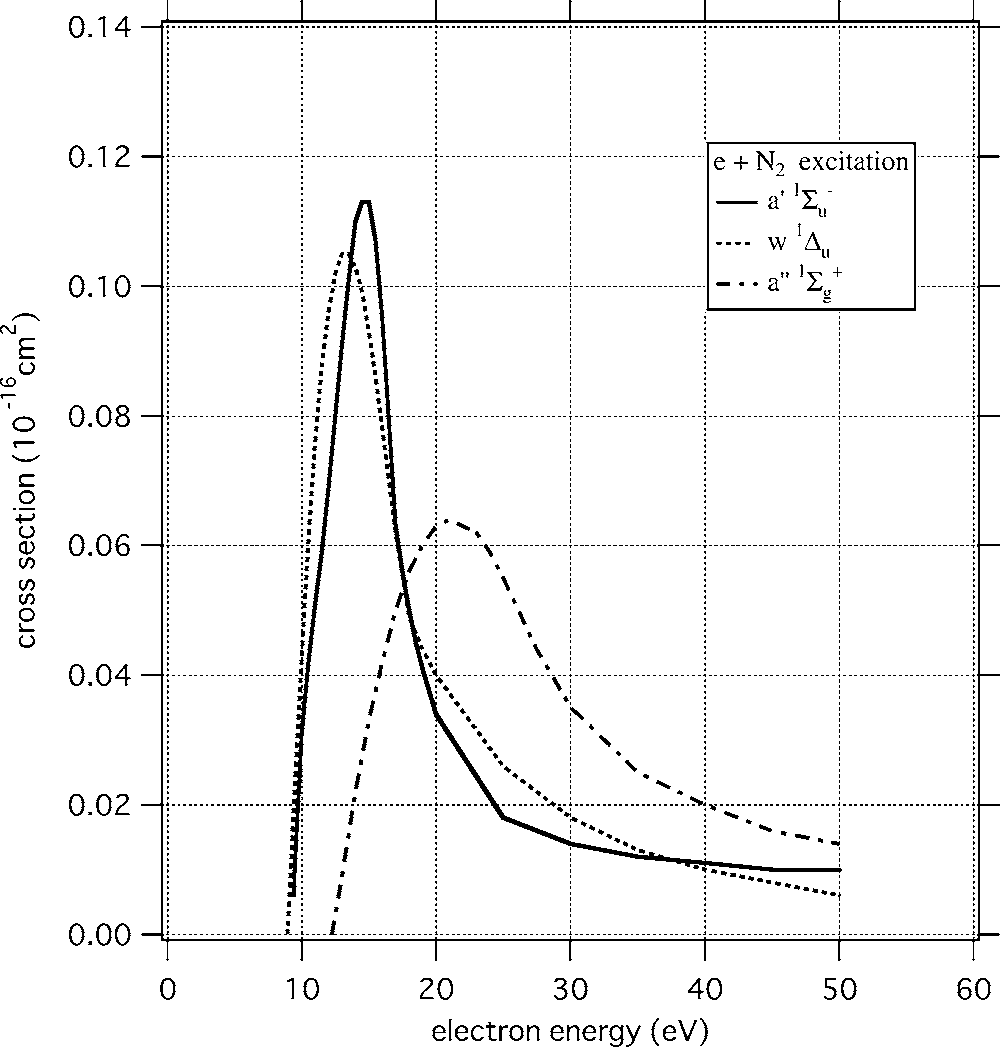 0.14
0.12
0.10
0.08
0.06
0.04
0.02
0.00
cross section (10⁻¹⁶cm²)
e + N₂ excitation
a' ¹Σᵤ⁻
w ¹Δᵤ
a" ¹Σg⁺
0 10 20 30 40 50 60
electron energy (eV)